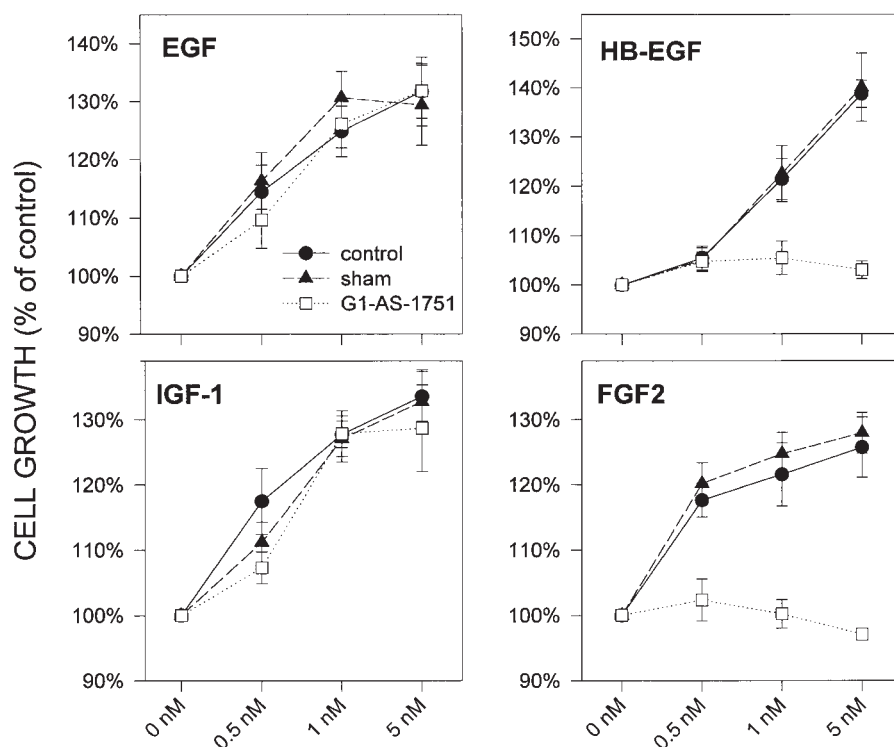 CELL GROWTH (% of control)
EGF
140%
130%
120%
110%
100%
90%
control
sham
G1-AS-1751
HB-EGF
150%
140%
130%
120%
110%
100%
90%
IGF-1
130%
120%
110%
100%
90%
0 nM
0.5 nM
1 nM
5 nM
FGF2
130%
120%
110%
100%
90%
0 nM
0.5 nM
1 nM
5 nM